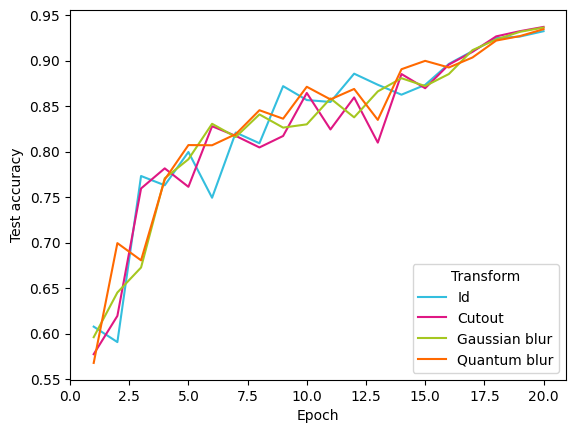 0.95
0.90
0.85
0.80
0.75
0.70
0.65
0.60
0.55
Test accuracy
Transform
Id
Cutout
Gaussian blur
Quantum blur
0.0 2.5 5.0 7.5 10.0 12.5 15.0 17.5 20.0
Epoch